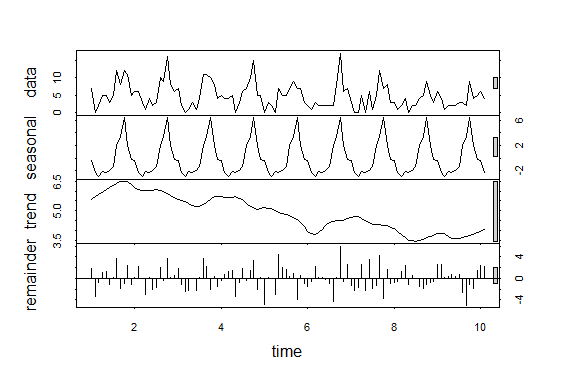 data
0 5 10
seasonal
-2 2 6
trend
3.5 5.0 6.5
remainder
-4 0 4
2 4 6 8 10
time